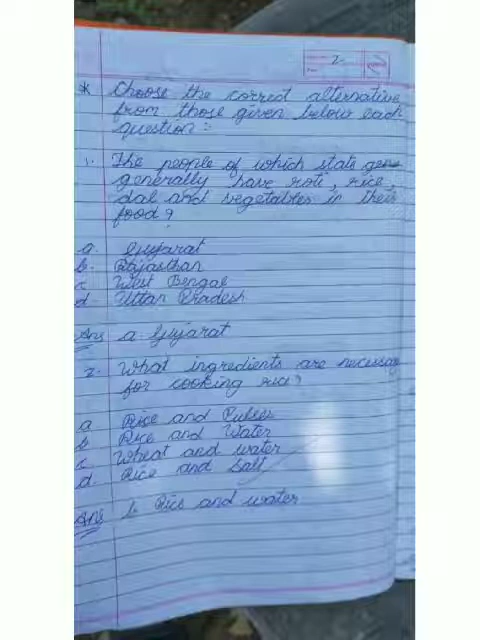 2
* Choose the correct alternative
from those given below each
question :
1. The people of which state
generally have roti, rice,
dal and vegetables in their
food?
a. Gujarat
b. Rajasthan
c. West Bengal
d. Uttar Pradesh
Ans a. Gujarat
2. What ingredients are necessary
for cooking rice?
a. Rice and Pulses
b. Rice and Water
c. Wheat and water
d. Rice and Salt
Ans b. Rice and water